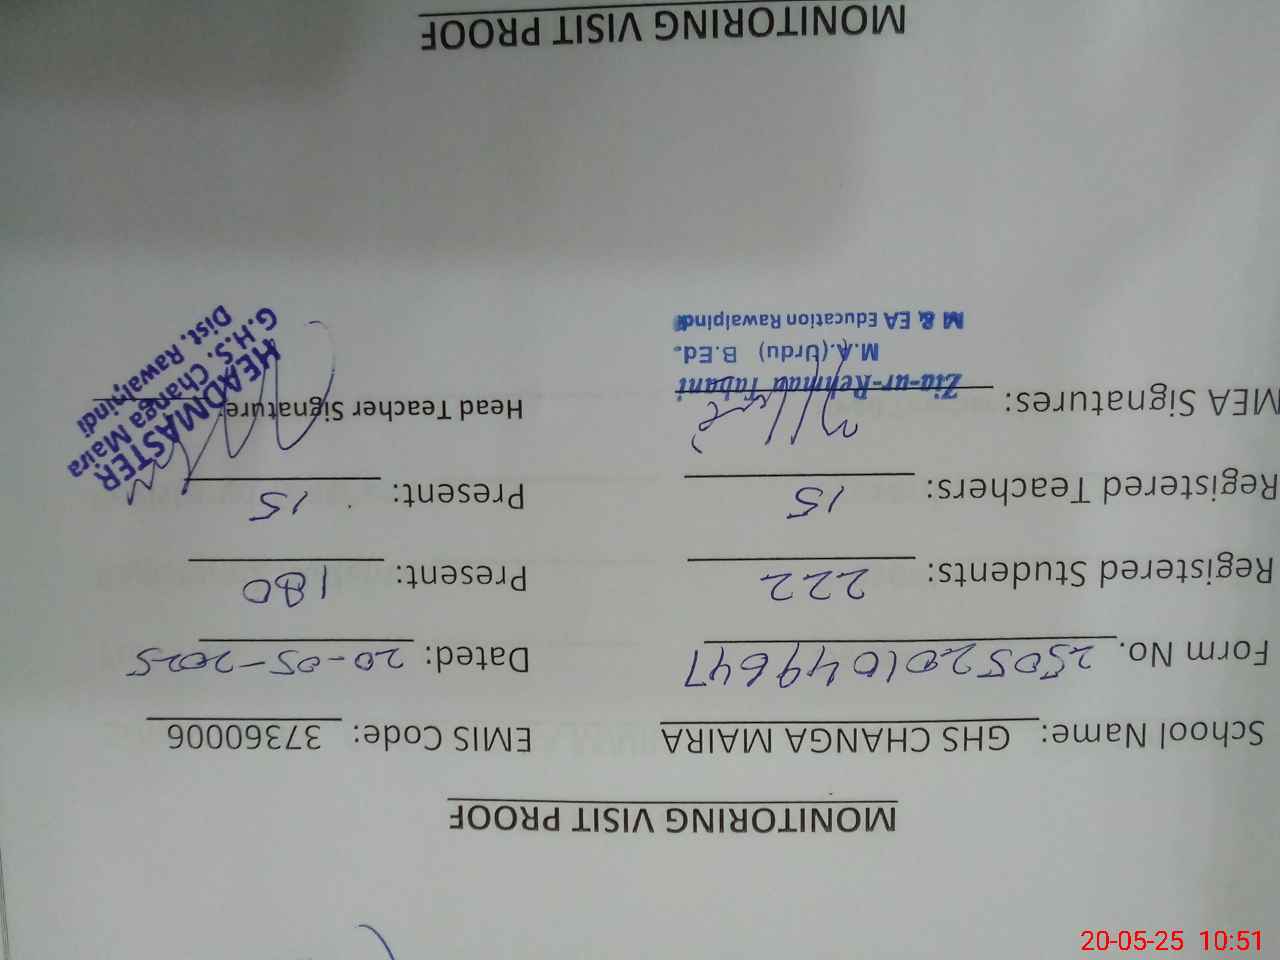 MONITORING VISIT PROOF
School Name: GHS CHANGA MAIRA EMIS Code: 37360006
Form No. 2505201049647 Dated: 20-05-2025
Registered Students: 222 Present: 180
Registered Teachers: 15 Present: 15
MEA Signatures: Head Teacher Signature:
Zia-ur-Rehman Tabani
M.A.(Urdu) B.Ed.
M & EA Education Rawalpindi
HEADMASTER
G.H.S. Changa Maira
Dist. Rawalpindi
MONITORING VISIT PROOF
20-05-25 10:51